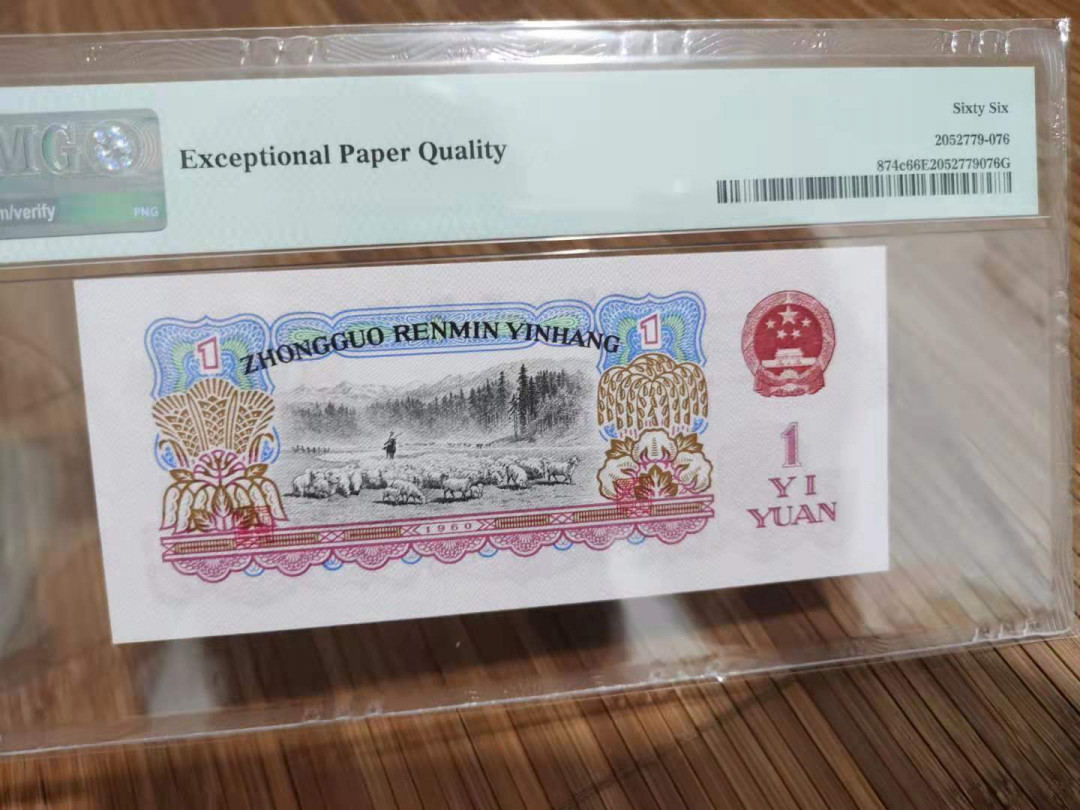 Sixty Six
2052779-076
Exceptional Paper Quality
874c66E2052779076G
MG
m/verify
PNG
1
ZHONGGUO RENMIN YINHANG
1
1
YI
YUAN
1960